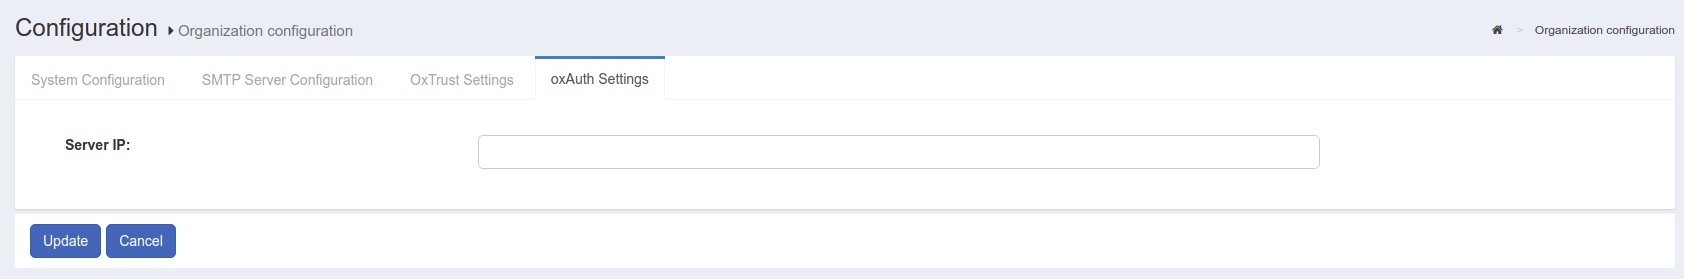 Configuration Organization configuration
> Organization configuration
System Configuration SMTP Server Configuration OxTrust Settings oxAuth Settings
Server IP:
Update Cancel